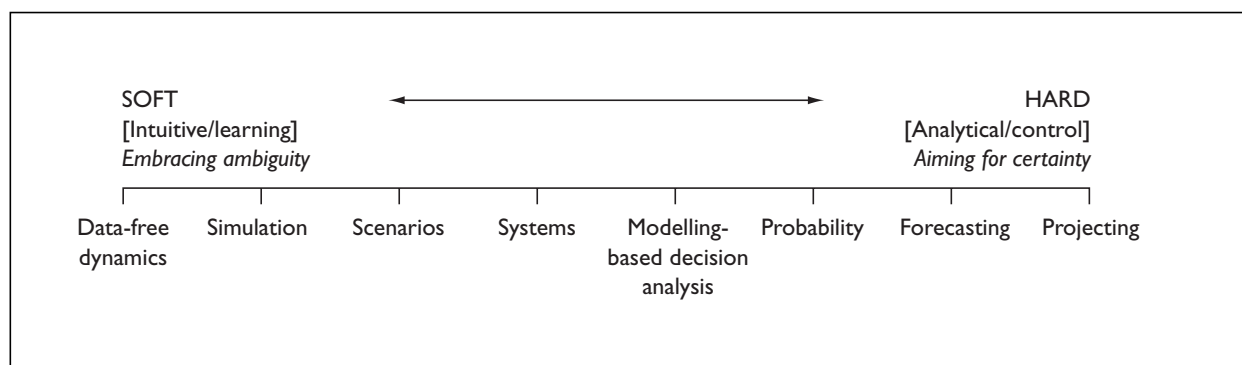 SOFT
[Intuitive/learning]
Embracing ambiguity
HARD
[Analytical/control]
Aiming for certainty
Data-free
dynamics
Simulation
Scenarios
Systems
Modelling-
based decision
analysis
Probability
Forecasting
Projecting